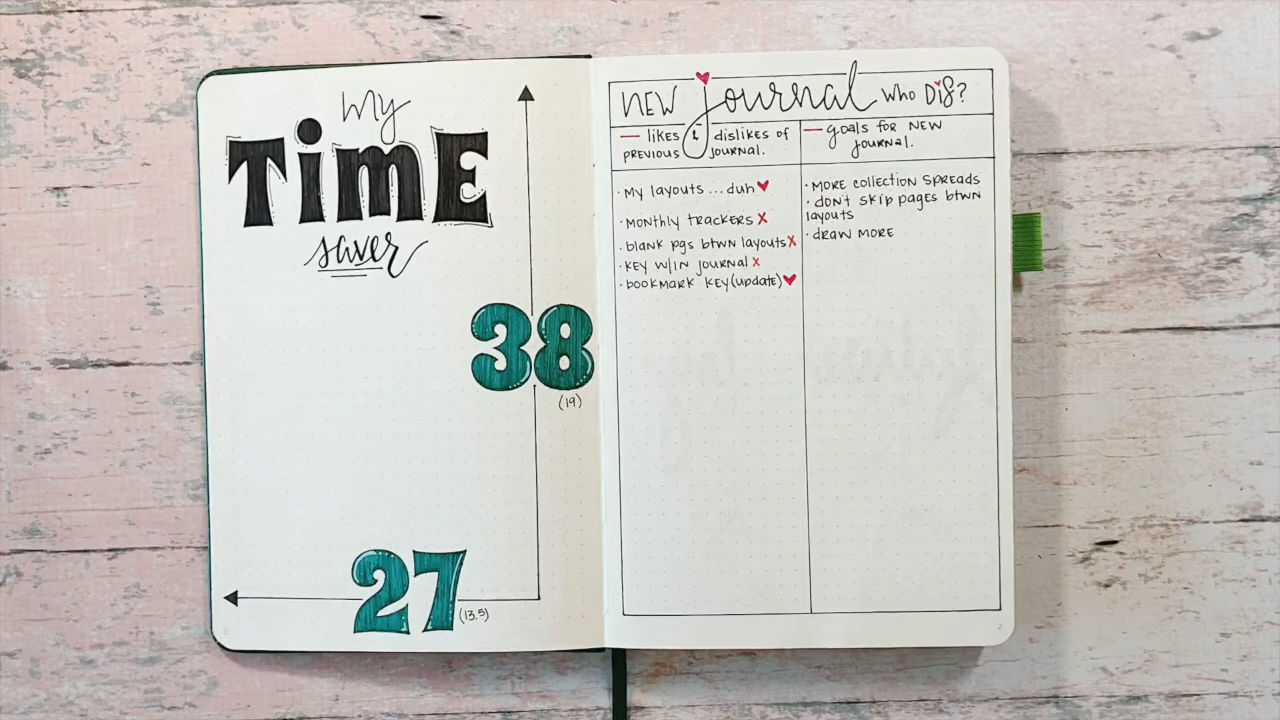 My
TiME
saver
38
(19)
27
(13.5)
1
NEW journal who Dis?
— likes & dislikes of
previous journal.
— goals for NEW
journal.
· My layouts ... duh ♥
· Monthly trackers x
· blank pgs btwn layouts x
· key w/in journal x
· bookmark key (update) ♥
· MORE collection spreads
· don't skip pages btwn
layouts
· draw more
2